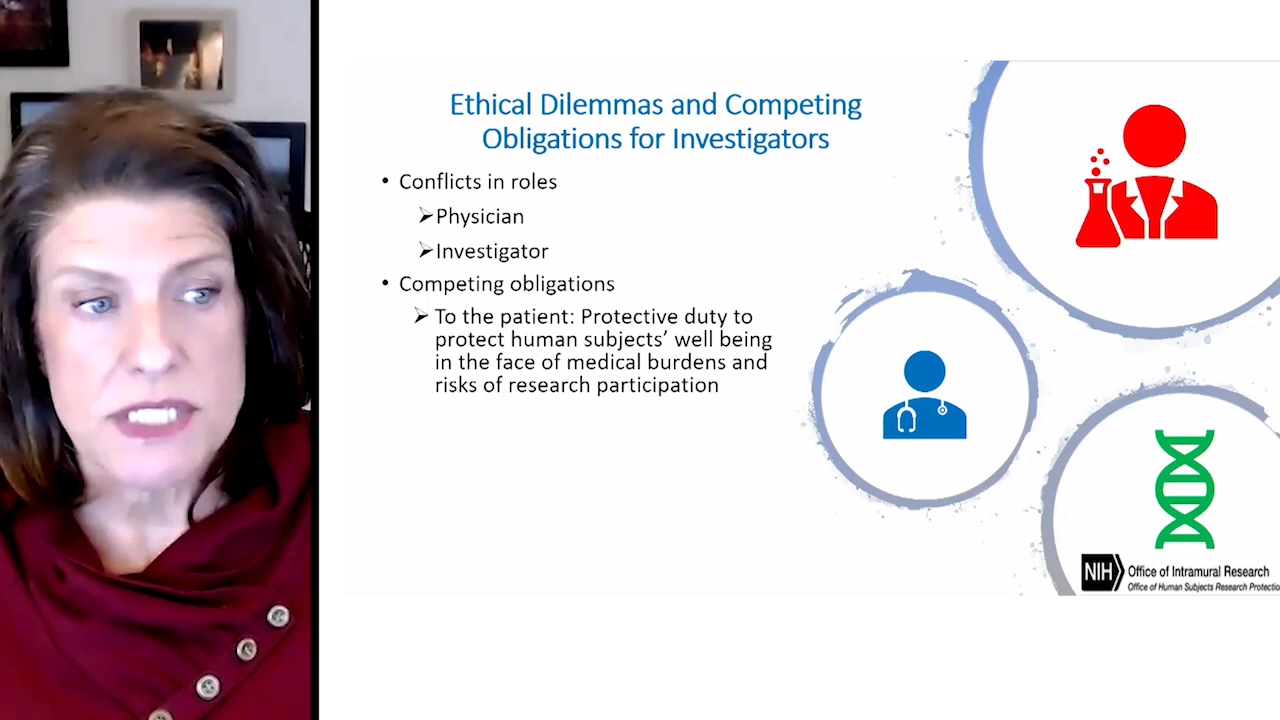 Ethical Dilemmas and Competing
Obligations for Investigators
• Conflicts in roles
➢Physician
➢Investigator
• Competing obligations
➢ To the patient: Protective duty to
protect human subjects’ well being
in the face of medical burdens and
risks of research participation
NIH Office of Intramural Research
Office of Human Subjects Research Protectio